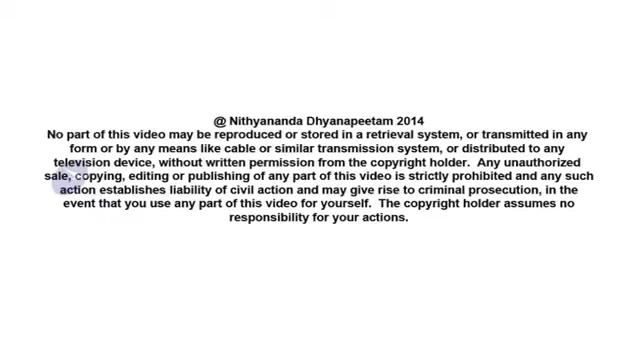 @ Nithyananda Dhyanapeetam 2014
No part of this video may be reproduced or stored in a retrieval system, or transmitted in any
form or by any means like cable or similar transmission system, or distributed to any
television device, without written permission from the copyright holder.  Any unauthorized
sale, copying, editing or publishing of any part of this video is strictly prohibited and any such
action establishes liability of civil action and may give rise to criminal prosecution, in the
event that you use any part of this video for yourself.  The copyright holder assumes no
responsibility for your actions.